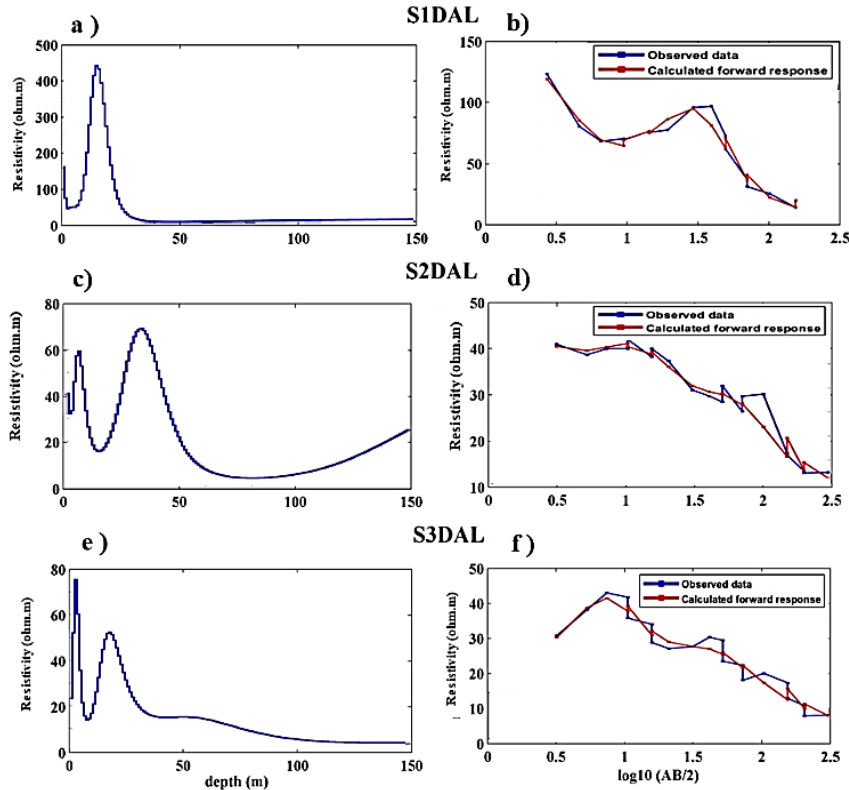 S1DAL
a )
Resistivity (ohm.m)
500
400
300
200
100
0
0
50
100
150
b)
Resistivity (ohm.m)
150
100
50
0
0
0.5
1
1.5
2
2.5
Observed data
Calculated forward response
S2DAL
c)
Resistivity (ohm.m)
80
60
40
20
0
0
50
100
150
d)
Resistivity (ohm.m)
50
40
30
20
10
0
0.5
1
1.5
2
2.5
Observed data
Calculated forward response
S3DAL
e )
Resistivity (ohm.m)
80
60
40
20
0
0
50
100
150
depth (m)
f)
Resistivity (ohm.m)
50
40
30
20
10
0
0
0.5
1
1.5
2
2.5
log10 (AB/2)
Observed data
Calculated forward response